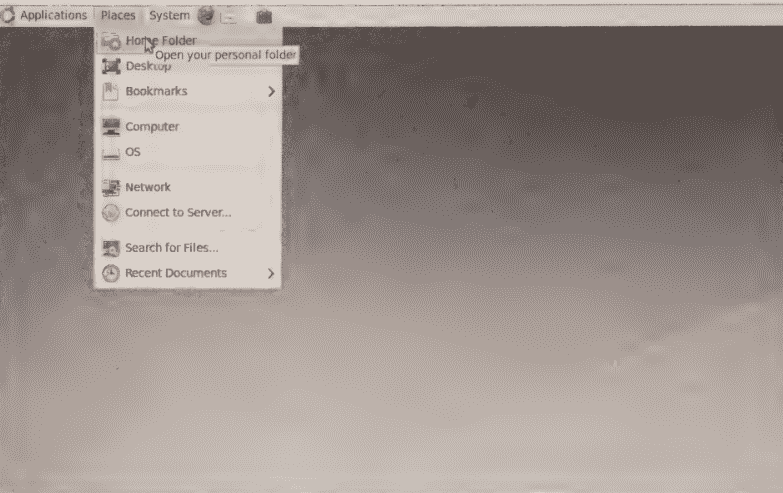 Applications Places System
Home Folder
Open your personal folder
Desktop
Bookmarks
Computer
OS
Network
Connect to Server...
Search for Files...
Recent Documents